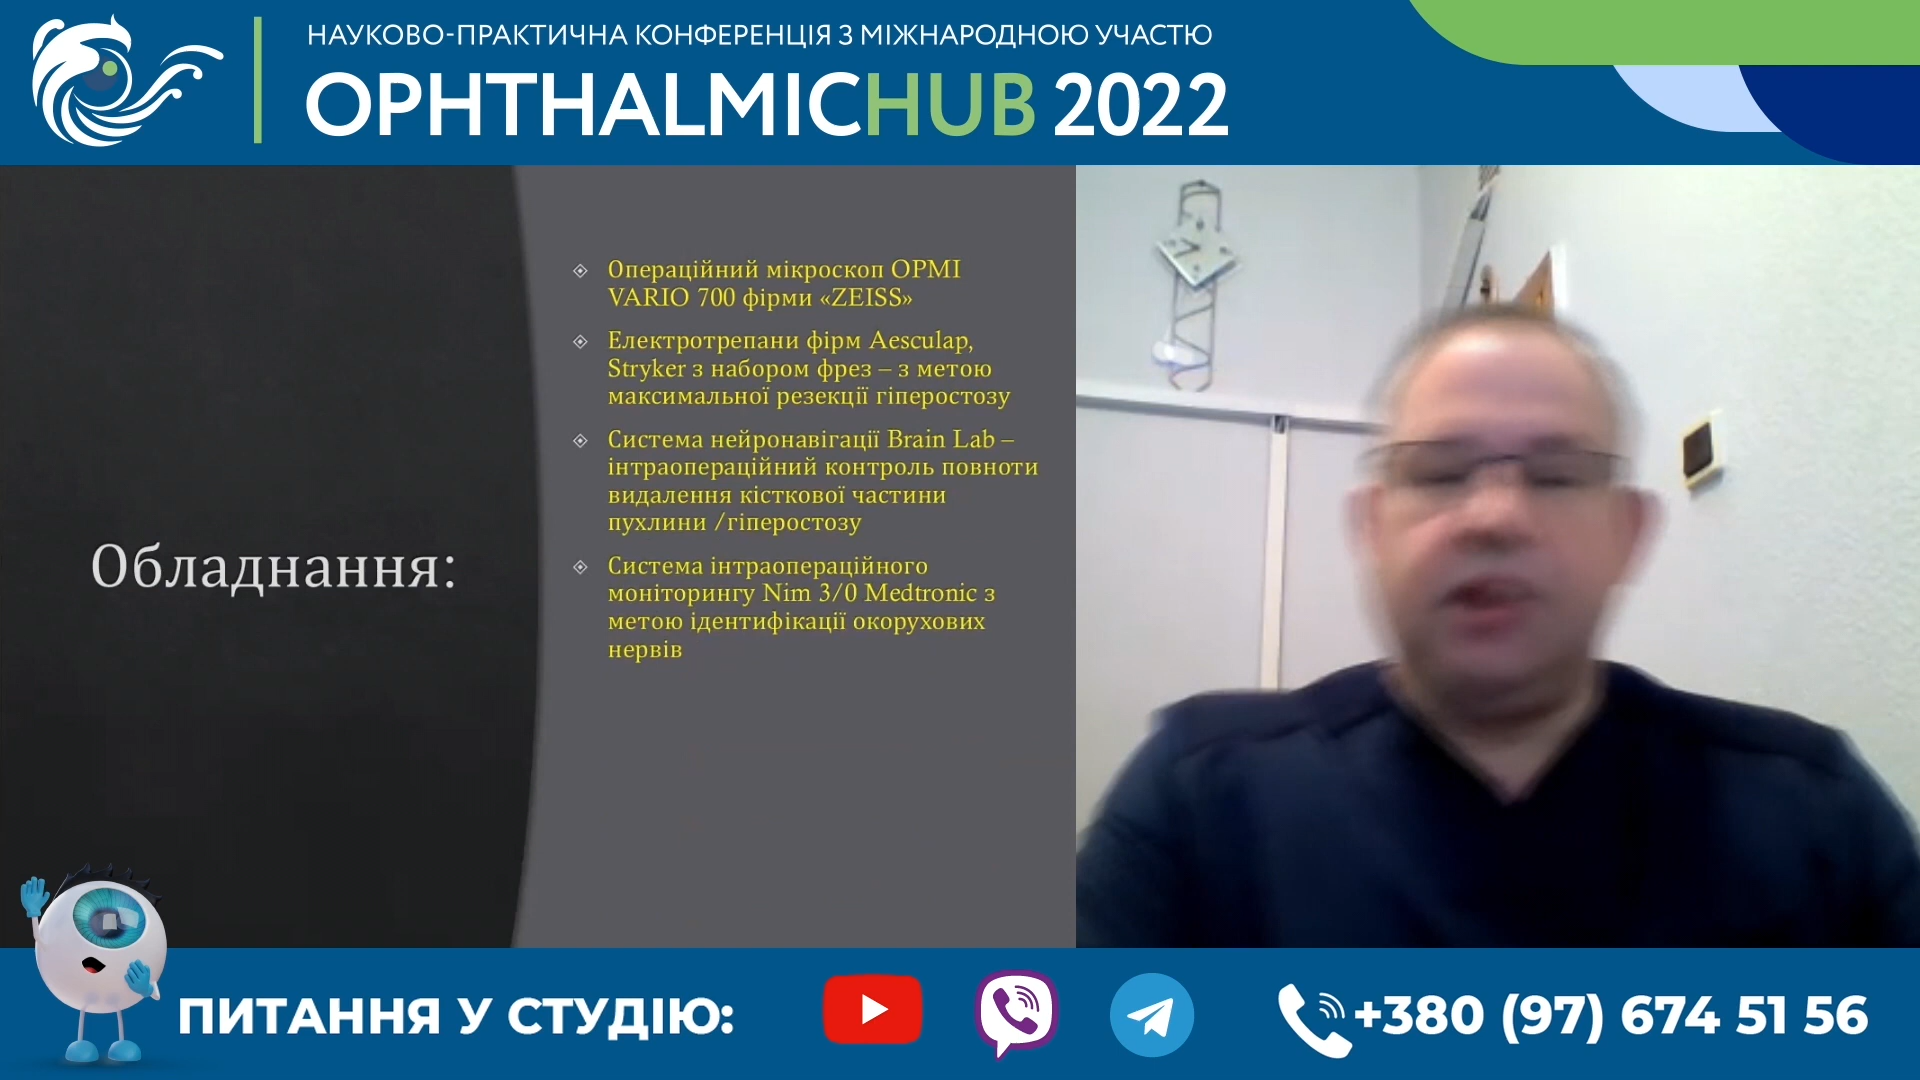 НАУКОВО-ПРАКТИЧНА КОНФЕРЕНЦІЯ З МІЖНАРОДНОЮ УЧАСТЮ
OPHTHALMICHUB 2022
Обладнання:
Операційний мікроскоп OPMI
VARIO 700 фірми «ZEISS»
Електротрепани фірм Aesculap,
Stryker з набором фрез – з метою
максимальної резекції гіперостозу
Система нейронавігації Brain Lab –
інтраопераційний контроль повноти
видалення кісткової частини
пухлини /гіперостозу
Система інтраопераційного
моніторингу Nim 3/0 Medtronic з
метою ідентифікації окорухових
нервів
ПИТАННЯ У СТУДІЮ:
+380 (97) 674 51 56